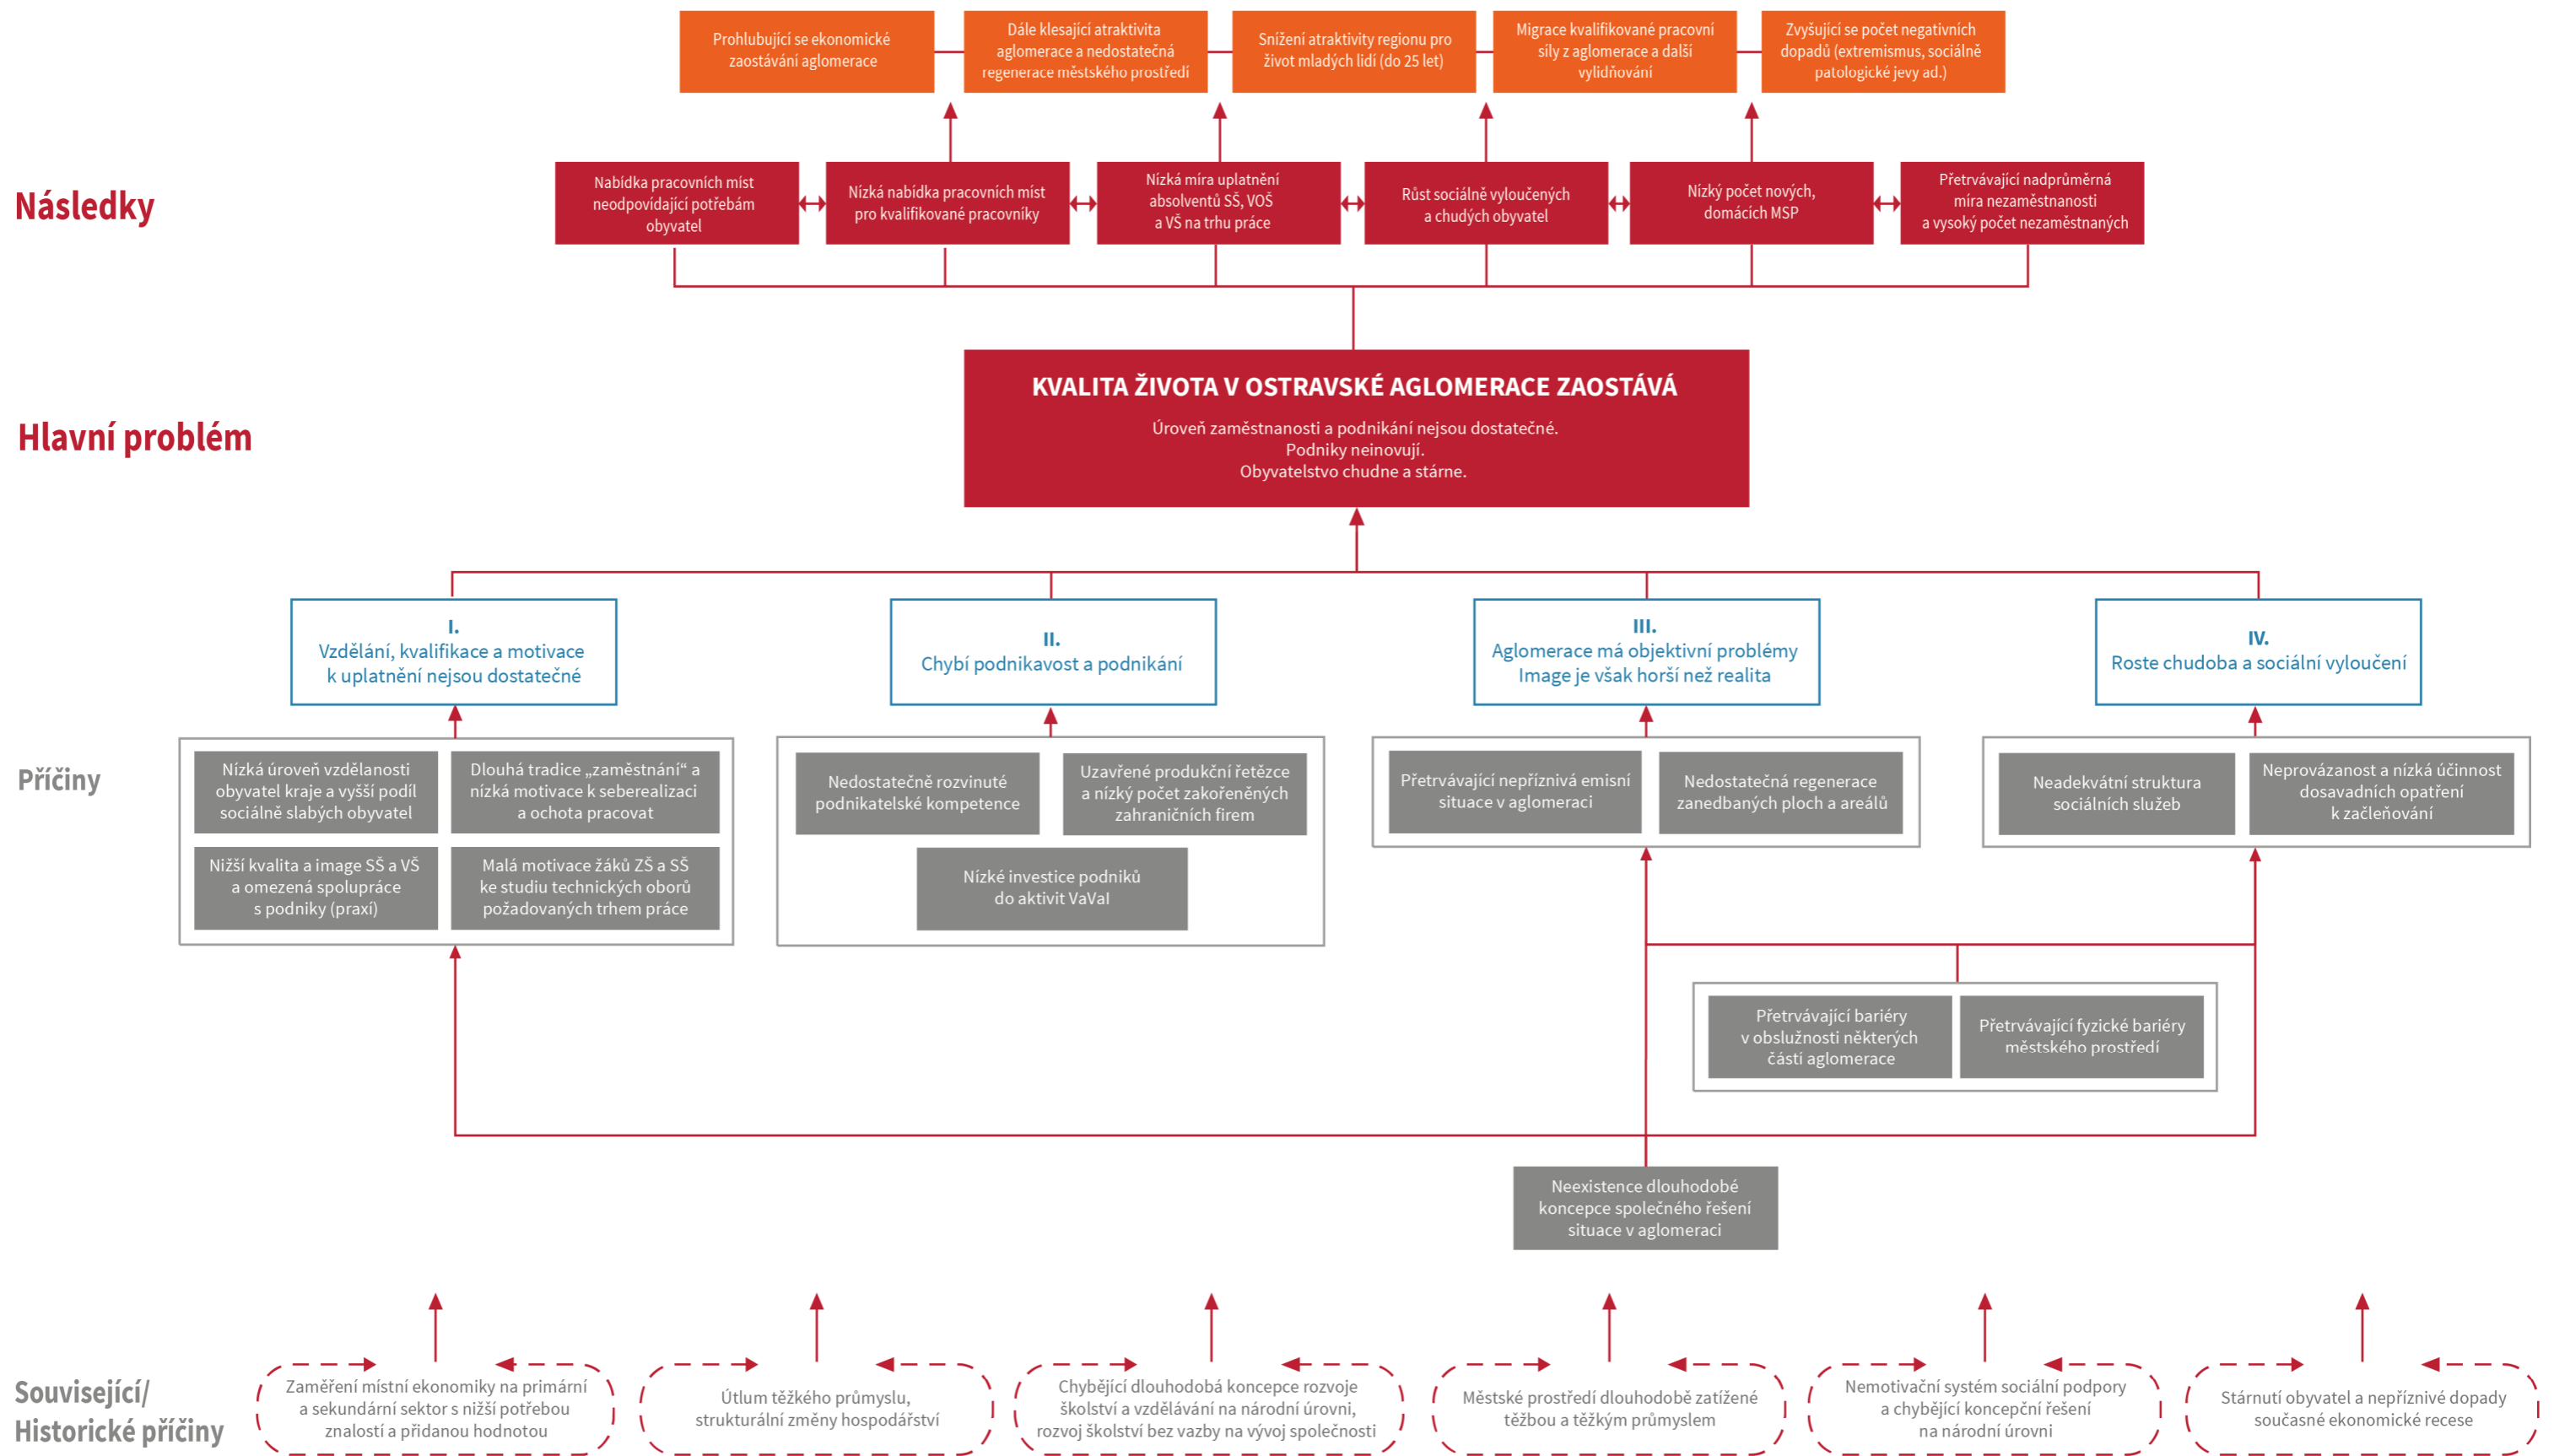 Prohlubující se ekonomické
zaostávání aglomerace
Dále klesající atraktivita
aglomerace a nedostatečná
regenerace městského prostředí
Snížení atraktivity regionu pro
život mladých lidí (do 25 let)
Migrace kvalifikované pracovní
síly z aglomerace a další
vylidňování
Zvyšující se počet negativních
dopadů (extremismus, sociálně
patologické jevy ad.)
Následky
Nabídka pracovních míst
neodpovídající potřebám
obyvatel
Nízká nabídka pracovních míst
pro kvalifikované pracovníky
Nízká míra uplatnění
absolventů SŠ, VOŠ
a VŠ na trhu práce
Růst sociálně vyloučených
a chudých obyvatel
Nízký počet nových,
domácích MSP
Přetrvávající nadprůměrná
míra nezaměstnanosti
a vysoký počet nezaměstnaných
Hlavní problém
KVALITA ŽIVOTA V OSTRAVSKÉ AGLOMERACE ZAOSTÁVÁ
Úroveň zaměstnanosti a podnikání nejsou dostatečné.
Podniky neinovují.
Obyvatelstvo chudne a stárne.
I.
Vzdělání, kvalifikace a motivace
k uplatnění nejsou dostatečné
II.
Chybí podnikavost a podnikání
III.
Aglomerace má objektivní problémy
Image je však horší než realita
IV.
Roste chudoba a sociální vyloučení
Příčiny
Nízká úroveň vzdělanosti
obyvatel kraje a vyšší podíl
sociálně slabých obyvatel
Dlouhá tradice „zaměstnání“ a
nízká motivace k seberealizaci
a ochota pracovat
Nižší kvalita a image SŠ a VŠ
a omezená spolupráce
s podniky (praxí)
Malá motivace žáků ZŠ a SŠ
ke studiu technických oborů
požadovaných trhem práce
Nedostatečně rozvinuté
podnikatelské kompetence
Uzavřené produkční řetězce
a nízký počet zakořeněných
zahraničních firem
Nízké investice podniků
do aktivit VaVaI
Přetrvávající nepříznivá emisní
situace v aglomeraci
Nedostatečná regenerace
zanedbaných ploch a areálů
Neadekvátní struktura
sociálních služeb
Neprovázanost a nízká účinnost
dosavadních opatření
k začleňování
Přetrvávající bariéry
v obslužnosti některých
části aglomerace
Přetrvávající fyzické bariéry
městského prostředí
Neexistence dlouhodobé
koncepce společného řešení
situace v aglomeraci
Související/
Historické příčiny
Zaměření místní ekonomiky na primární
a sekundární sektor s nižší potřebou
znalostí a přidanou hodnotou
Útlum těžkého průmyslu,
strukturální změny hospodářství
Chybějící dlouhodobá koncepce rozvoje
školství a vzdělávání na národní úrovni,
rozvoj školství bez vazby na vývoj společnosti
Městské prostředí dlouhodobě zatížené
těžbou a těžkým průmyslem
Nemotivační systém sociální podpory
a chybějící koncepční řešení
na národní úrovni
Stárnutí obyvatel a nepříznivé dopady
současné ekonomické recese